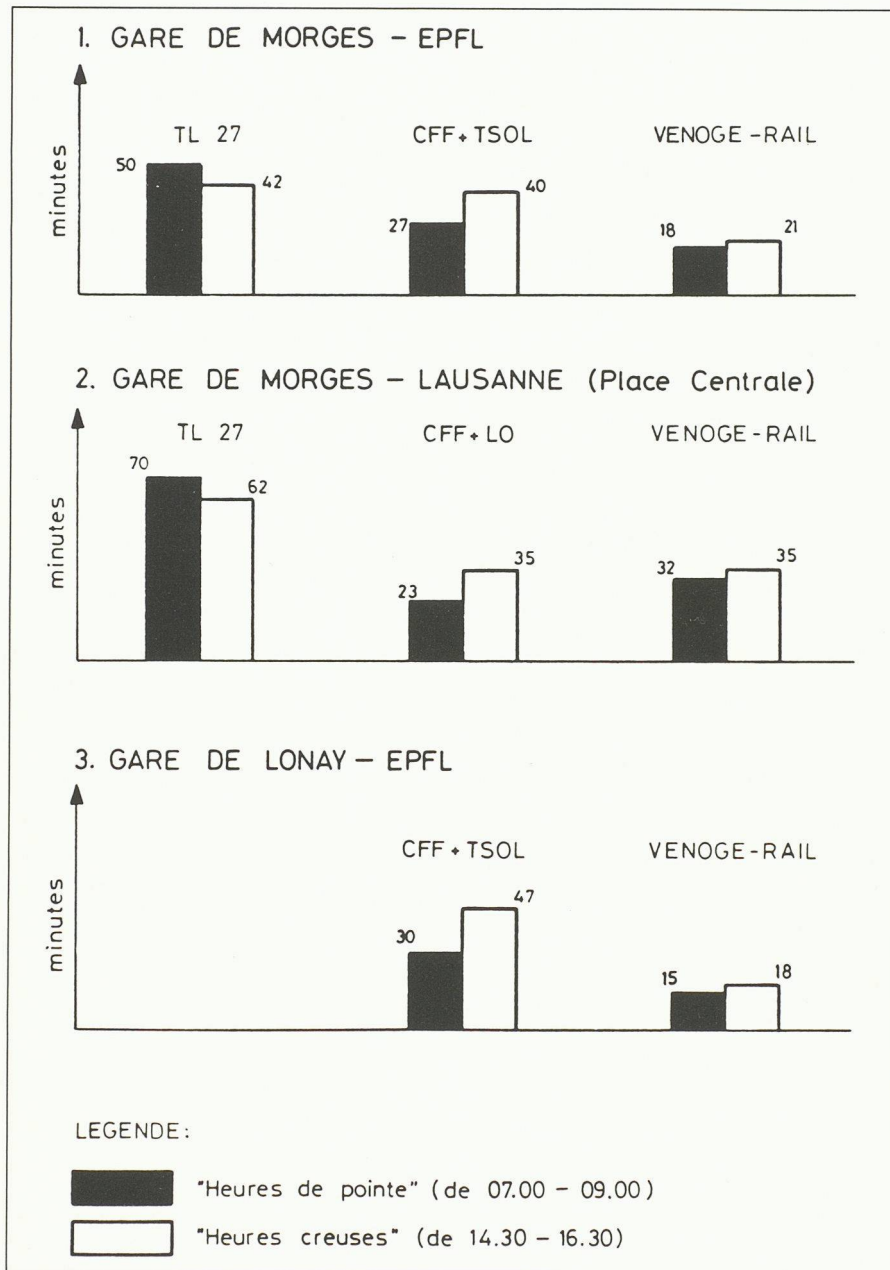 1. GARE DE MORGES – EPFL
minutes
TL 27
CFF + TSOL
VENOGE-RAIL
50
42
27
40
18
21
2. GARE DE MORGES – LAUSANNE (Place Centrale)
minutes
TL 27
CFF + LO
VENOGE-RAIL
70
62
23
35
32
35
3. GARE DE LONAY – EPFL
minutes
CFF + TSOL
VENOGE-RAIL
30
47
15
18
LEGENDE:
"Heures de pointe" (de 07.00 – 09.00)
"Heures creuses" (de 14.30 – 16.30)